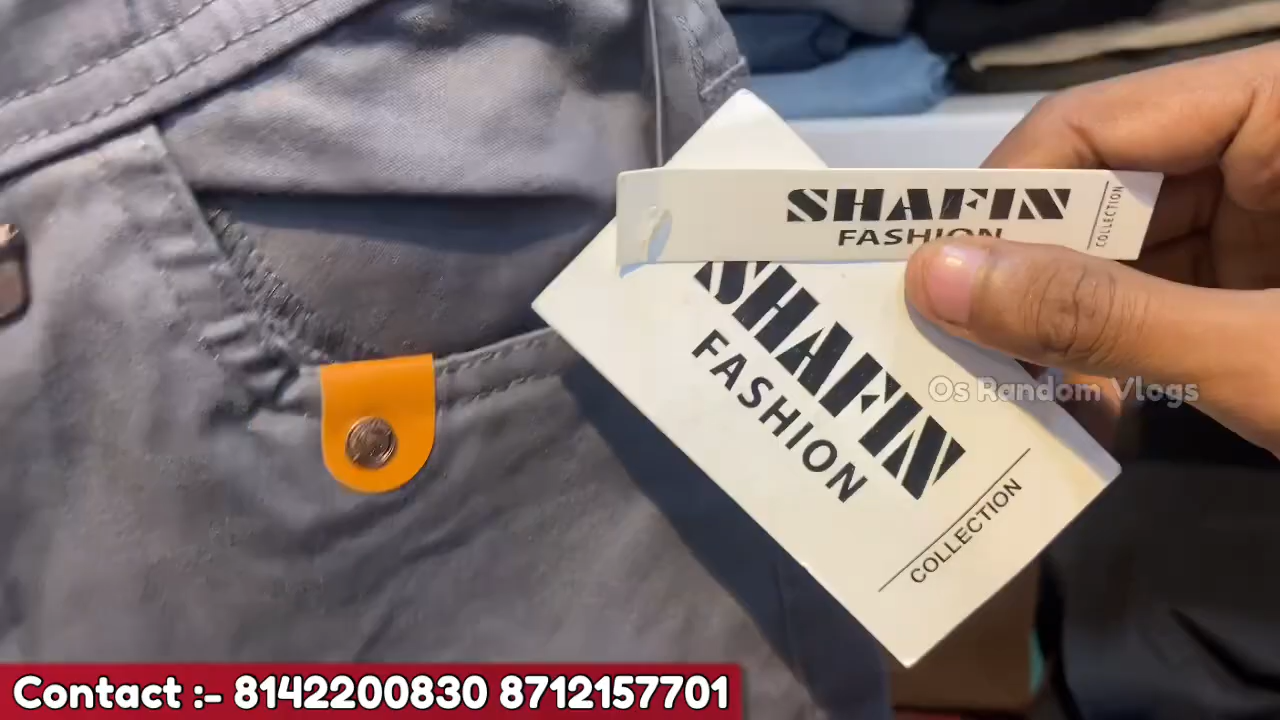 SHAFIN
FASHION
COLLECTION
SHAFIN
FASHION
COLLECTION
Os Random Vlogs
Contact :- 8142200830 8712157701